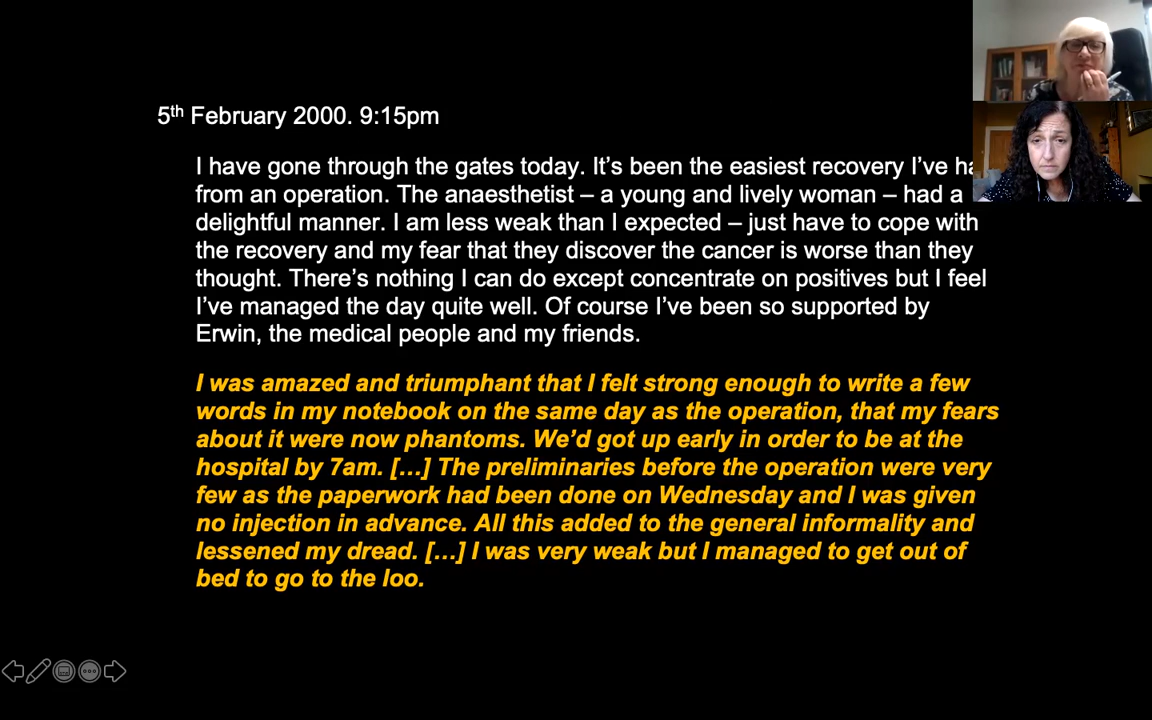 5th February 2000. 9:15pm
I have gone through the gates today. It’s been the easiest recovery I’ve
from an operation. The anaesthetist – a young and lively woman – had a
delightful manner. I am less weak than I expected – just have to cope with
the recovery and my fear that they discover the cancer is worse than they
thought. There’s nothing I can do except concentrate on positives but I feel
I’ve managed the day quite well. Of course I’ve been so supported by
Erwin, the medical people and my friends.
I was amazed and triumphant that I felt strong enough to write a few
words in my notebook on the same day as the operation, that my fears
about it were now phantoms. We’d got up early in order to be at the
hospital by 7am. […] The preliminaries before the operation were very
few as the paperwork had been done on Wednesday and I was given
no injection in advance. All this added to the general informality and
lessened my dread. […] I was very weak but I managed to get out of
bed to go to the loo.